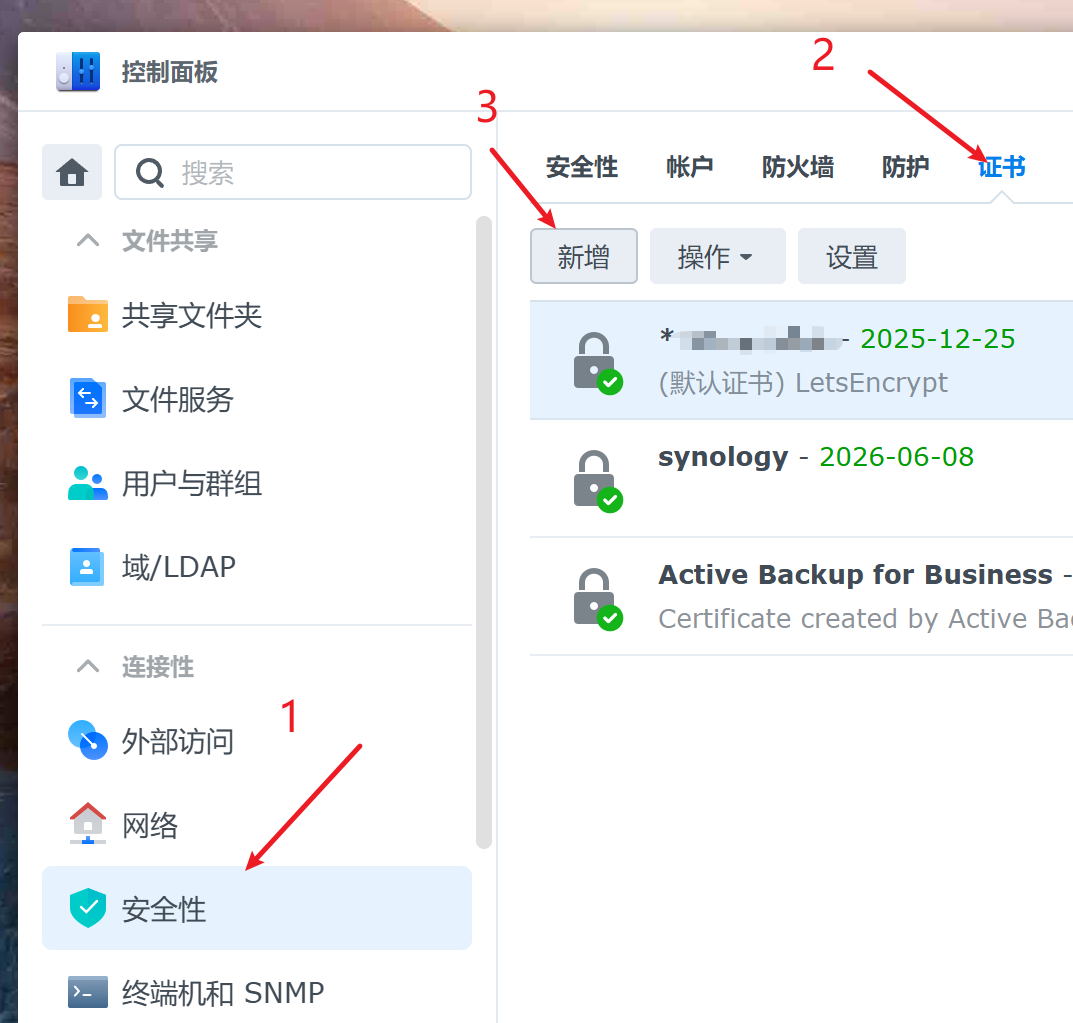 控制面板
2
3
搜索
安全性 帐户 防火墙 防护 证书
文件共享
新增 操作 设置
共享文件夹
* - 2025-12-25
(默认证书) LetsEncrypt
文件服务
synology - 2026-06-08
用户与群组
域/LDAP
Active Backup for Business -
Certificate created by Active Bac
连接性
1
外部访问
网络
安全性
终端机和 SNMP